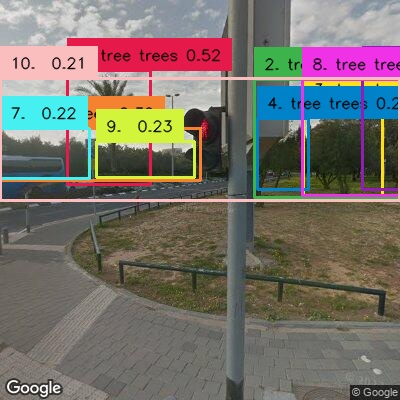 10. 0.21
tree trees 0.52
2. tre
8. tree tree
7. 0.22
9. 0.23
4. tree trees 0.2
Google
© 2022 Google